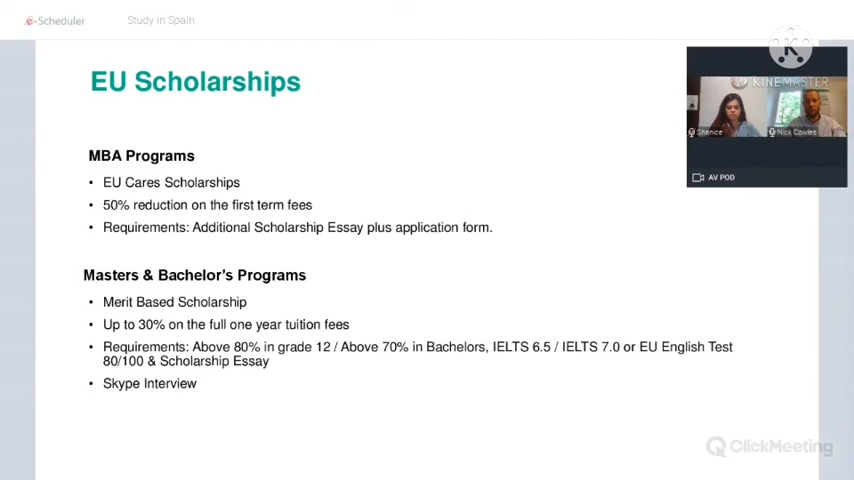 e-Scheduler
Study in Spain
EU Scholarships
K
KINEMASTER
Shanice
Nick Cowles
AV POD
MBA Programs
• EU Cares Scholarships
• 50% reduction on the first term fees
• Requirements: Additional Scholarship Essay plus application form.
Masters & Bachelor's Programs
• Merit Based Scholarship
• Up to 30% on the full one year tuition fees
• Requirements: Above 80% in grade 12 / Above 70% in Bachelors, IELTS 6.5 / IELTS 7.0 or EU English Test
80/100 & Scholarship Essay
• Skype Interview
ClickMeeting